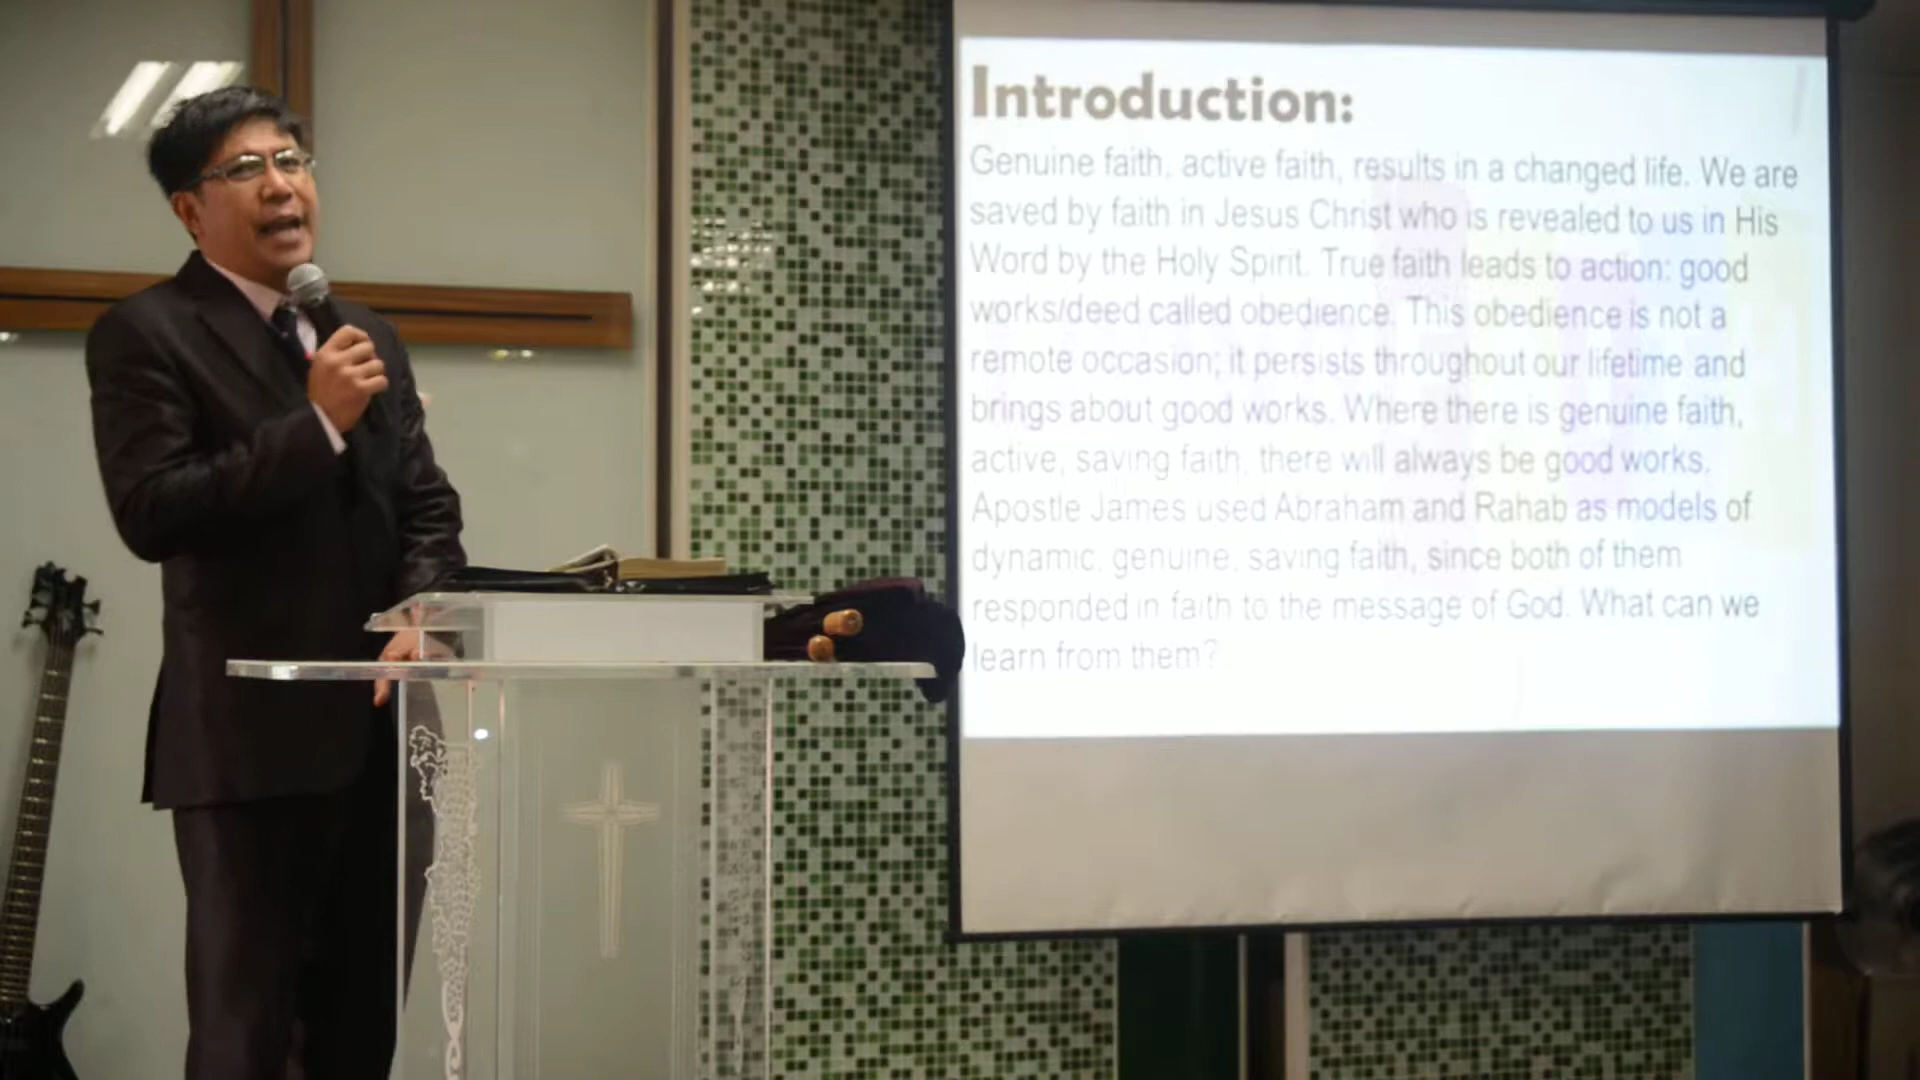 Introduction:
Genuine faith, active faith, results in a changed life. We are
saved by faith in Jesus Christ who is revealed to us in His
Word by the Holy Spirit. True faith leads to action: good
works/deed called obedience. This obedience is not a
remote occasion; it persists throughout our lifetime and
brings about good works. Where there is genuine faith,
active, saving faith, there will always be good works.
Apostle James used Abraham and Rahab as models of
dynamic, genuine, saving faith, since both of them
responded in faith to the message of God. What can we
learn from them?